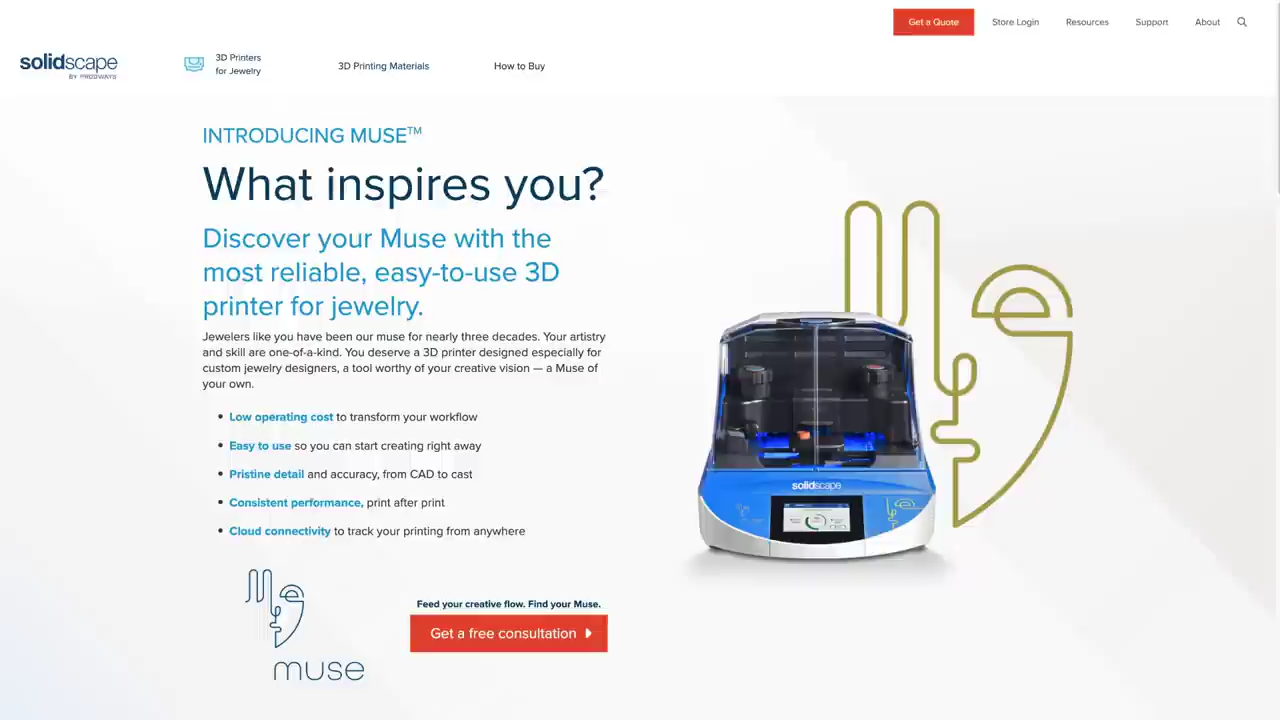 Get a Quote
Store Login
Resources
Support
About
solidscape
BY PRODWAYS
3D Printers
for Jewelry
3D Printing Materials
How to Buy
INTRODUCING MUSE™
What inspires you?
Discover your Muse with the
most reliable, easy-to-use 3D
printer for jewelry.
Jewelers like you have been our muse for nearly three decades. Your artistry
and skill are one-of-a-kind. You deserve a 3D printer designed especially for
custom jewelry designers, a tool worthy of your creative vision — a Muse of
your own.
• Low operating cost to transform your workflow
• Easy to use so you can start creating right away
• Pristine detail and accuracy, from CAD to cast
• Consistent performance, print after print
• Cloud connectivity to track your printing from anywhere
solidscape
muse
Feed your creative flow. Find your Muse.
Get a free consultation